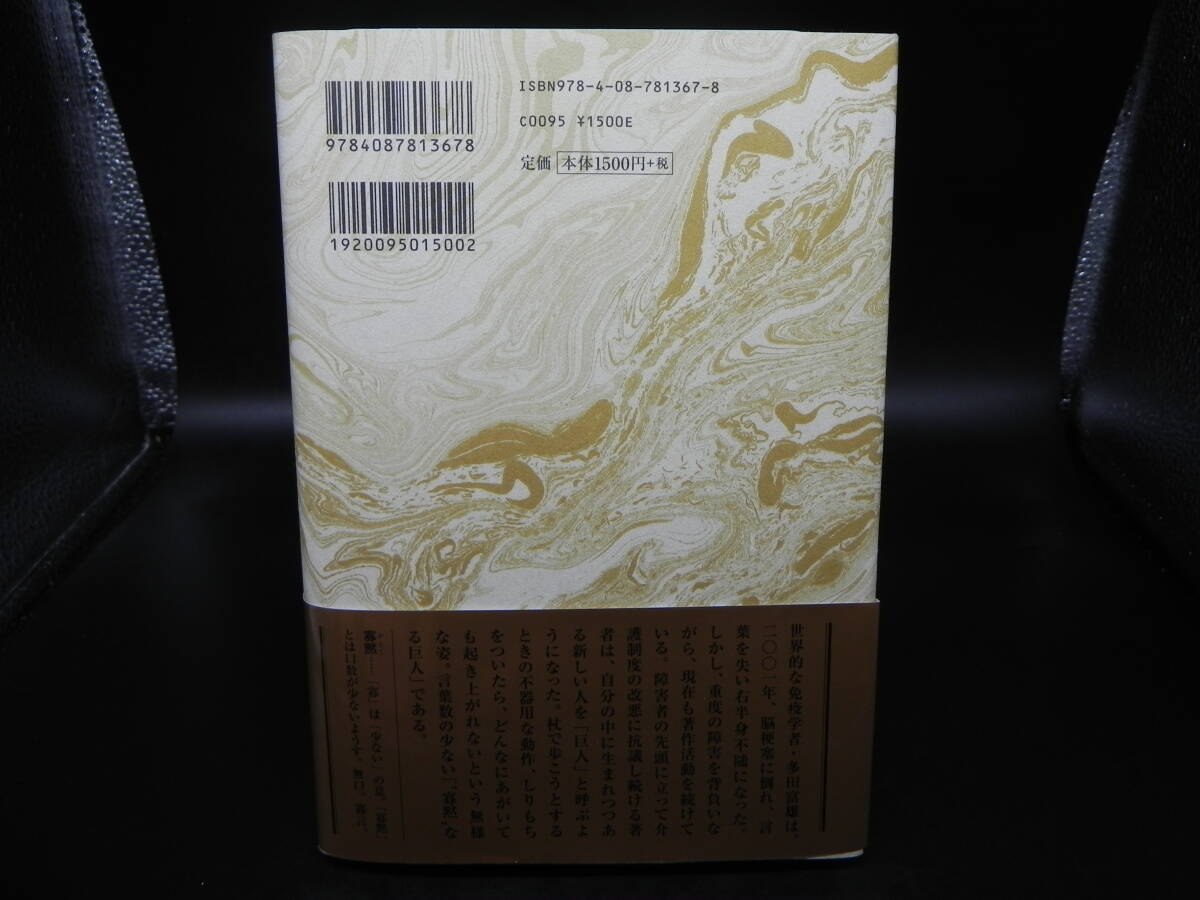 ISBN978-4-08-781367-8
C0095 ¥1500E
定価 本体1500円+税
9784087813678
1920095015002
世界的な免疫学者・多田富雄は、
二〇〇一年、脳梗塞に倒れ、言
葉を失い右半身不随になった。
しかし、重度の障害を背負いな
がら、現在も著作活動を続けて
いる。障害者の先頭に立って介
護制度の改悪に抗議し続ける著
者は、自分の中に生まれつつあ
る新しい人を「巨人」と呼ぶよ
うになった。杖で歩こうとする
ときの不器用な動作、しりもち
をついたら、どんなにあがいて
も起き上がれないという無様
な姿。言葉数の少ない「“寡黙”な
る巨人」である。
寡黙……「寡」は「少ない」の意。「寡黙」
とは口数が少ないようす。無口。寡言。